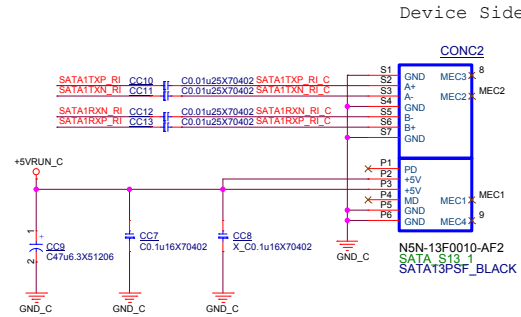 Device Side
CONC2
SATA1TXP_RI CC10 C0.01u25X70402 SATA1TXP_RI_C S1 GND MEC3 8
SATA1TXN_RI CC11 C0.01u25X70402 SATA1TXN_RI_C S2 A+
S3 A- MEC2 MEC2
S4 GND
SATA1RXN_RI CC12 C0.01u25X70402 SATA1RXN_RI_C S5 B-
SATA1RXP_RI CC13 C0.01u25X70402 SATA1RXP_RI_C S6 B+
S7 GND
+5VRUN_C
P1 PD
P2 +5V
P3 +5V
P4 MD MEC1 MEC1
P5 GND
P6 GND MEC4 9
1 + CC9 2
C47u6.3X51206
CC7
C0.1u16X70402
CC8
X_C0.1u16X70402
GND_C
GND_C
GND_C
GND_C
N5N-13F0010-AF2
SATA_S13_1
SATA13PSF_BLACK